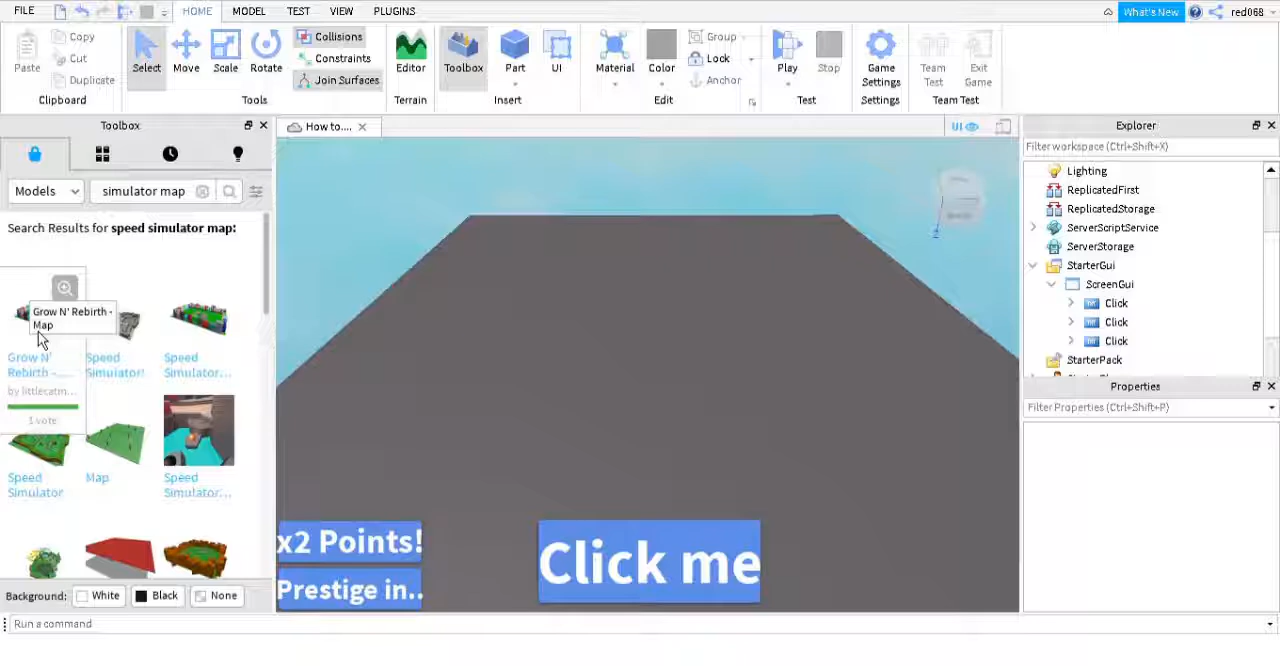 FILE
HOME
MODEL
TEST
VIEW
PLUGINS
What's New
red068
Paste
Copy
Cut
Duplicate
Clipboard
Select
Move
Scale
Rotate
Collisions
Constraints
Join Surfaces
Tools
Editor
Terrain
Toolbox
Part
UI
Insert
Material
Color
Group
Lock
Anchor
Edit
Play
Stop
Test
Game
Settings
Settings
Team
Test
Exit
Game
Team Test
Toolbox
Models
simulator map
Search Results for speed simulator map:
Grow N' Rebirth -
Map
Grow N'
Rebirth -...
by littlecatm...
1 vote
Speed
Simulator!
Speed
Simulator...
Speed
Simulator
Map
Speed
Simulator...
Background:
White
Black
None
Run a command
How to....
UI
x2 Points!
Prestige in..
Click me
Explorer
Filter workspace (Ctrl+Shift+X)
Lighting
ReplicatedFirst
ReplicatedStorage
ServerScriptService
ServerStorage
StarterGui
ScreenGui
Click
Click
Click
StarterPack
Properties
Filter Properties (Ctrl+Shift+P)